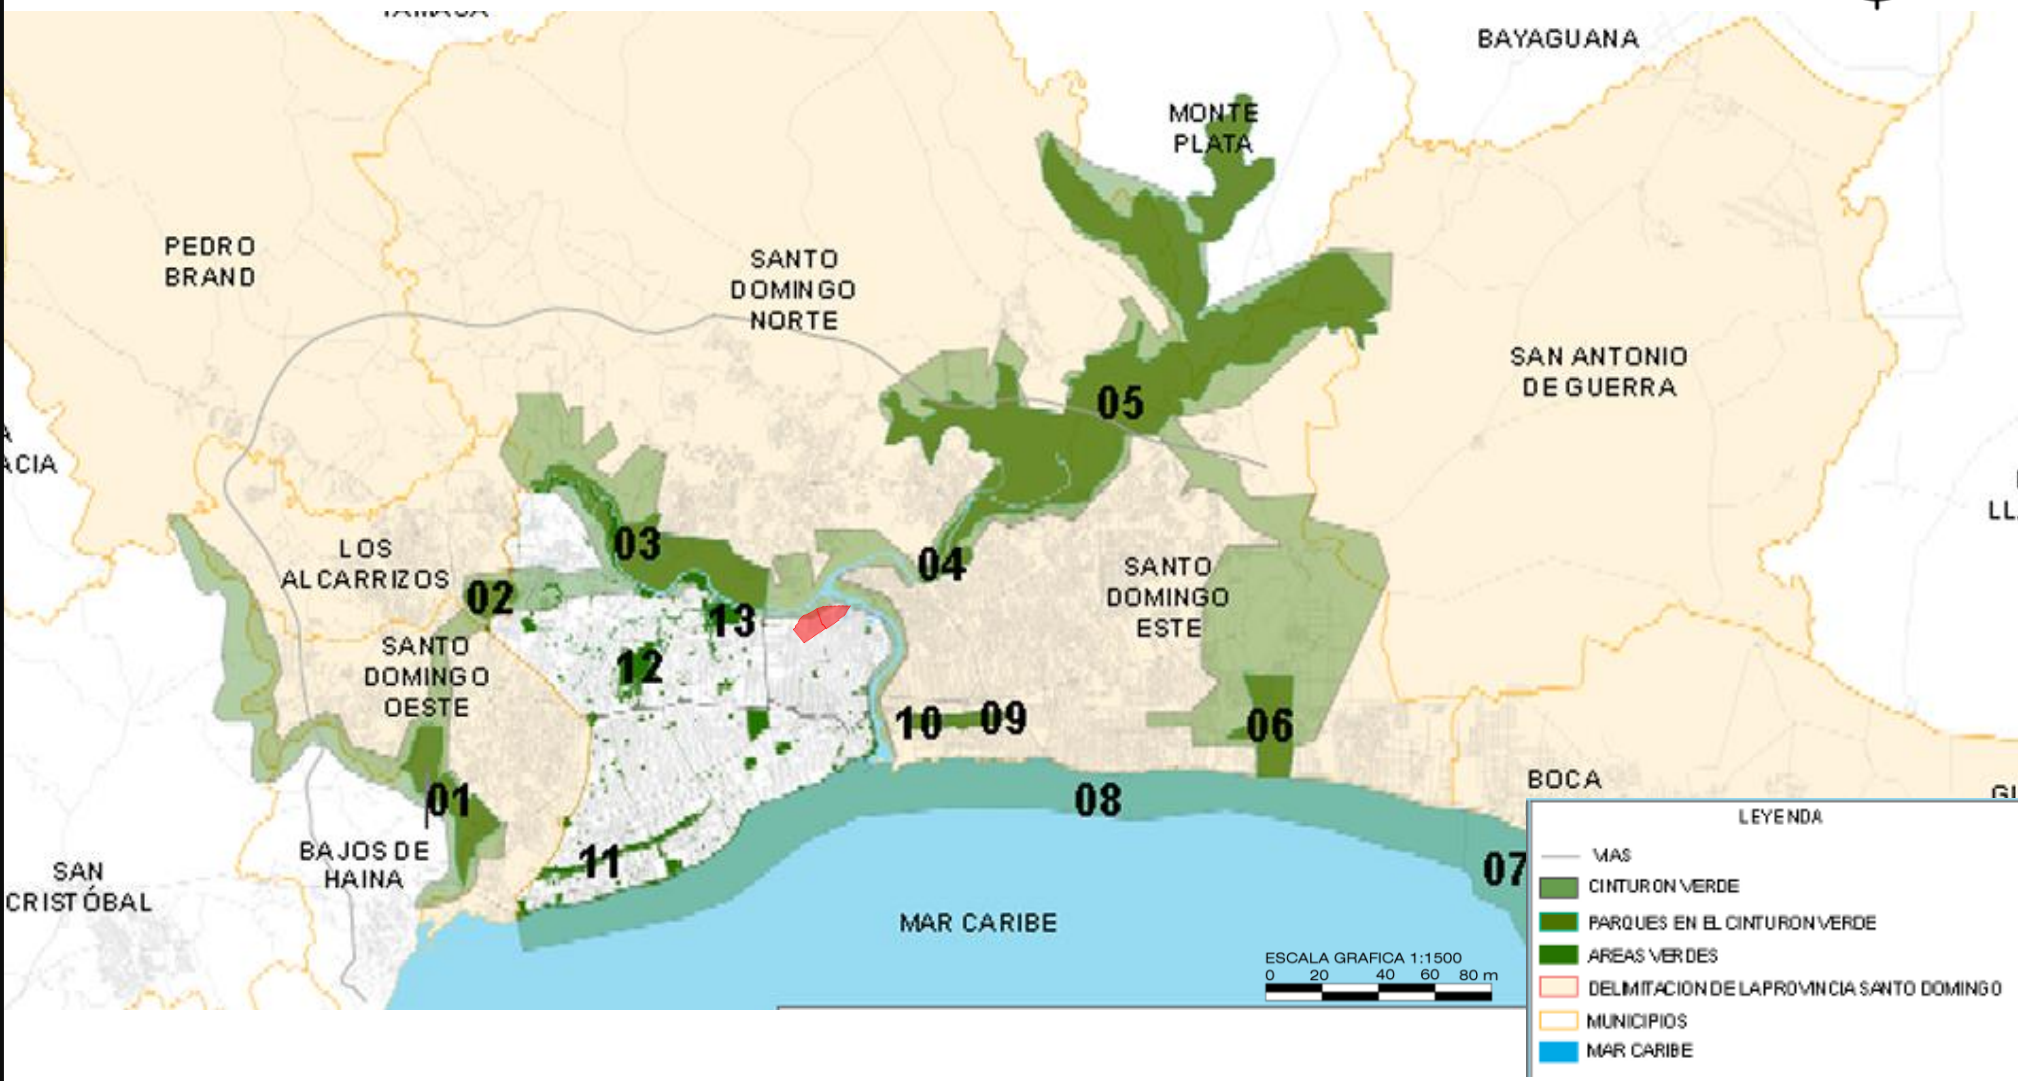 BAYAGUANA
MONTE
PLATA
PEDRO
BRAND
SANTO
DOMINGO
NORTE
SAN ANTONIO
DE GUERRA
05
ACIA
LL
03
LOS
ALCARRIZOS
02
04
SANTO
DOMINGO
ESTE
13
12
SANTO
DOMINGO
OESTE
10
09
06
01
08
BOCA
GU
BAJOS DE
HAINA
11
07
SAN
CRISTÓBAL
MAR CARIBE
ESCALA GRAFICA 1:1500
0 20 40 60 80 m
LEYENDA
VIAS
CINTURON VERDE
PARQUES EN EL CINTURON VERDE
AREAS VERDES
DELIMITACION DE LA PROVINCIA SANTO DOMINGO
MUNICIPIOS
MAR CARIBE